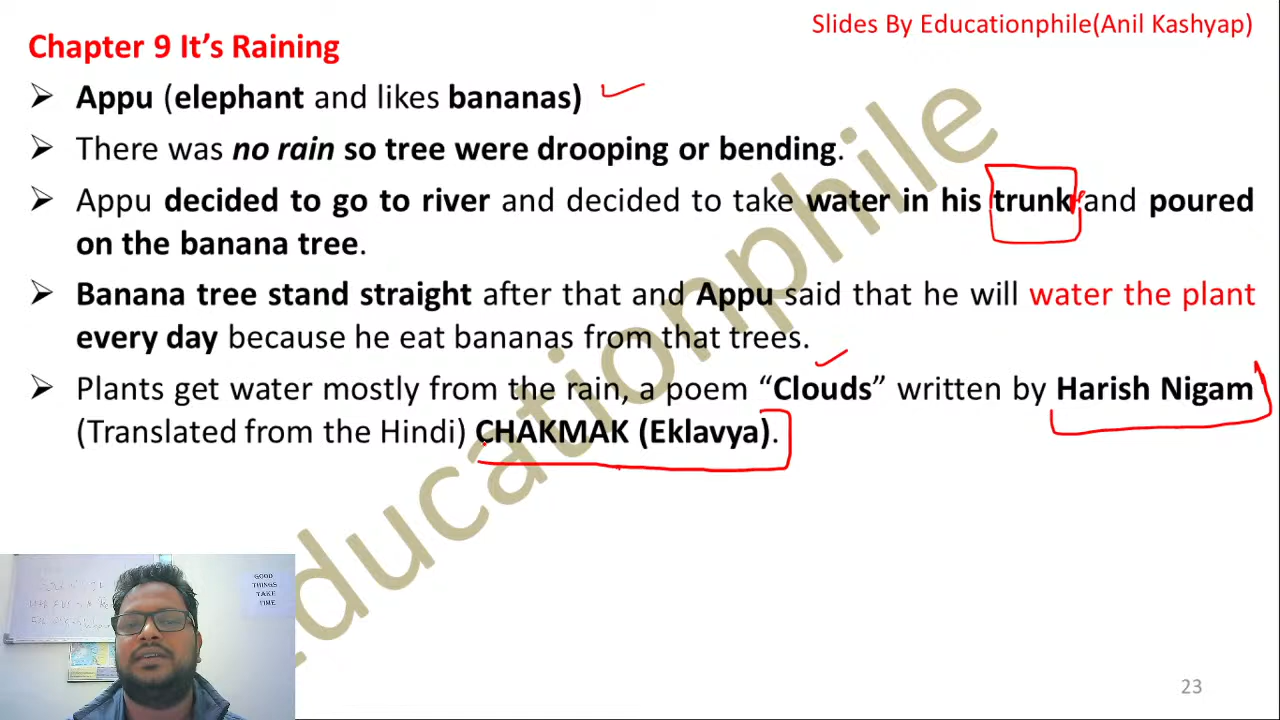 Slides By Educationphile(Anil Kashyap)
Chapter 9 It’s Raining
➢ Appu (elephant and likes bananas)
➢ There was no rain so tree were drooping or bending.
➢ Appu decided to go to river and decided to take water in his trunk and poured
on the banana tree.
➢ Banana tree stand straight after that and Appu said that he will water the plant
every day because he eat bananas from that trees.
➢ Plants get water mostly from the rain, a poem “Clouds” written by Harish Nigam
(Translated from the Hindi) CHAKMAK (Eklavya).
Educationphile
GOOD
THINGS
TAKE
TIME
23